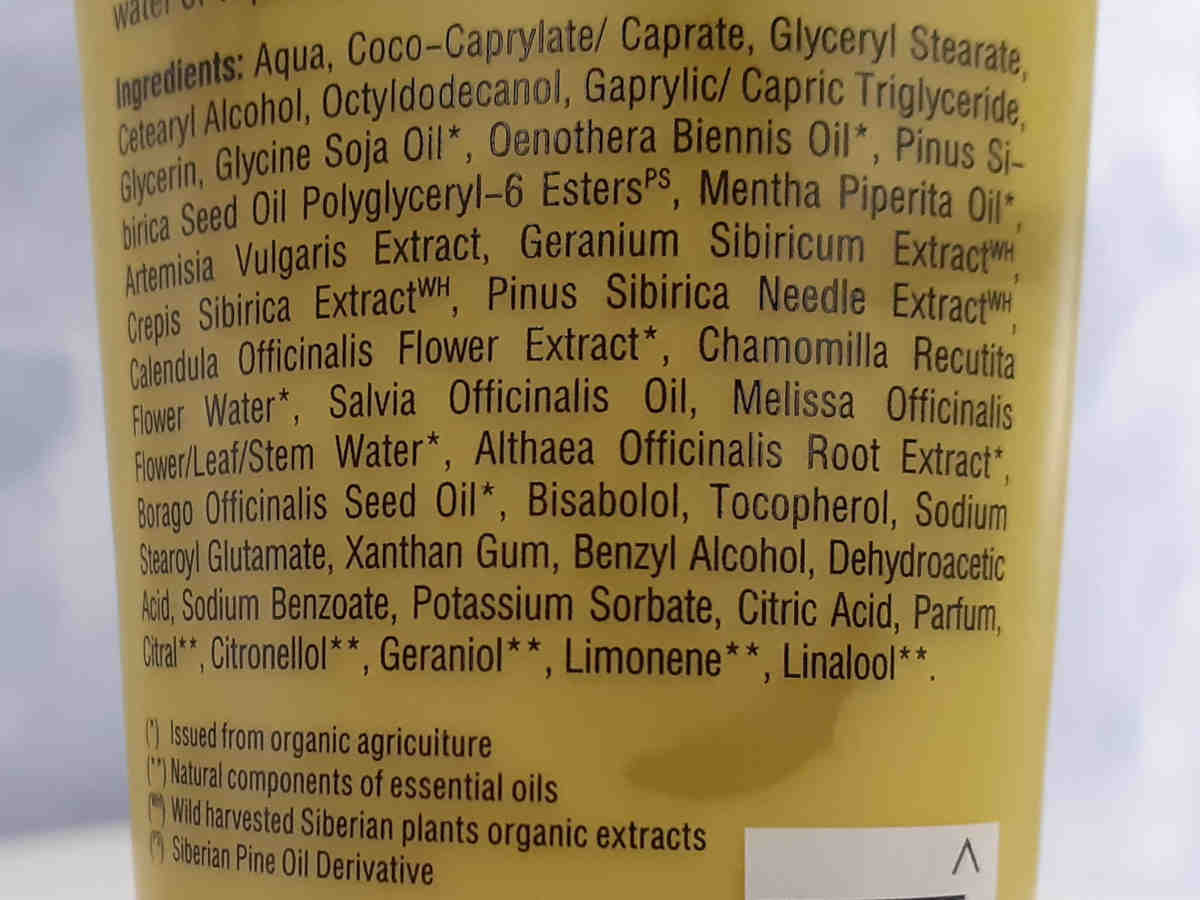 water or
Ingredients: Aqua, Coco-Caprylate/ Caprate, Glyceryl Stearate,
Cetearyl Alcohol, Octyldodecanol, Gaprylic/ Capric Triglyceride,
Glycerin, Glycine Soja Oil*, Oenothera Biennis Oil*, Pinus Si-
birica Seed Oil Polyglyceryl-6 Esters^PS, Mentha Piperita Oil*,
Artemisia Vulgaris Extract, Geranium Sibiricum Extract^WH,
Crepis Sibirica Extract^WH, Pinus Sibirica Needle Extract^WH,
Calendula Officinalis Flower Extract*, Chamomilla Recutita
Flower Water*, Salvia Officinalis Oil, Melissa Officinalis
Flower/Leaf/Stem Water*, Althaea Officinalis Root Extract*,
Borago Officinalis Seed Oil*, Bisabolol, Tocopherol, Sodium
Stearoyl Glutamate, Xanthan Gum, Benzyl Alcohol, Dehydroacetic
Acid, Sodium Benzoate, Potassium Sorbate, Citric Acid, Parfum,
Citral**, Citronellol**, Geraniol**, Limonene**, Linalool**.
(*) Issued from organic agricuiture
(**) Natural components of essential oils
(WH) Wild harvested Siberian plants organic extracts
Siberian Pine Oil Derivative